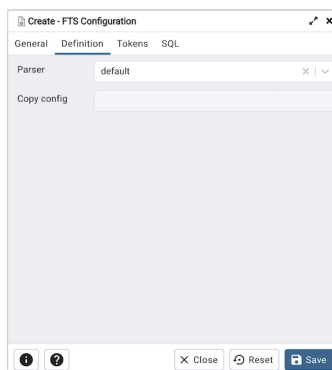 Create - FTS Configuration
General Definition Tokens SQL
Parser default
Copy config
Close Reset Save